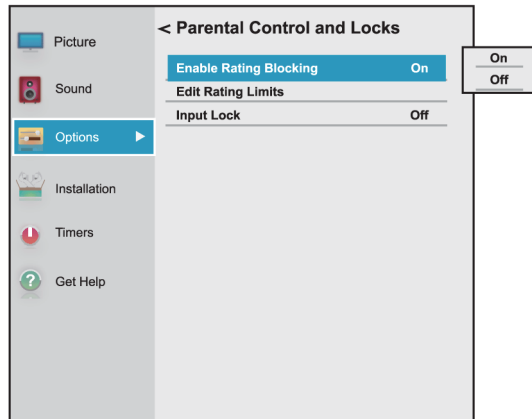 Picture
Sound
Options
Installation
Timers
? Get Help
< Parental Control and Locks
Enable Rating Blocking On
Edit Rating Limits
Input Lock Off
On
Off